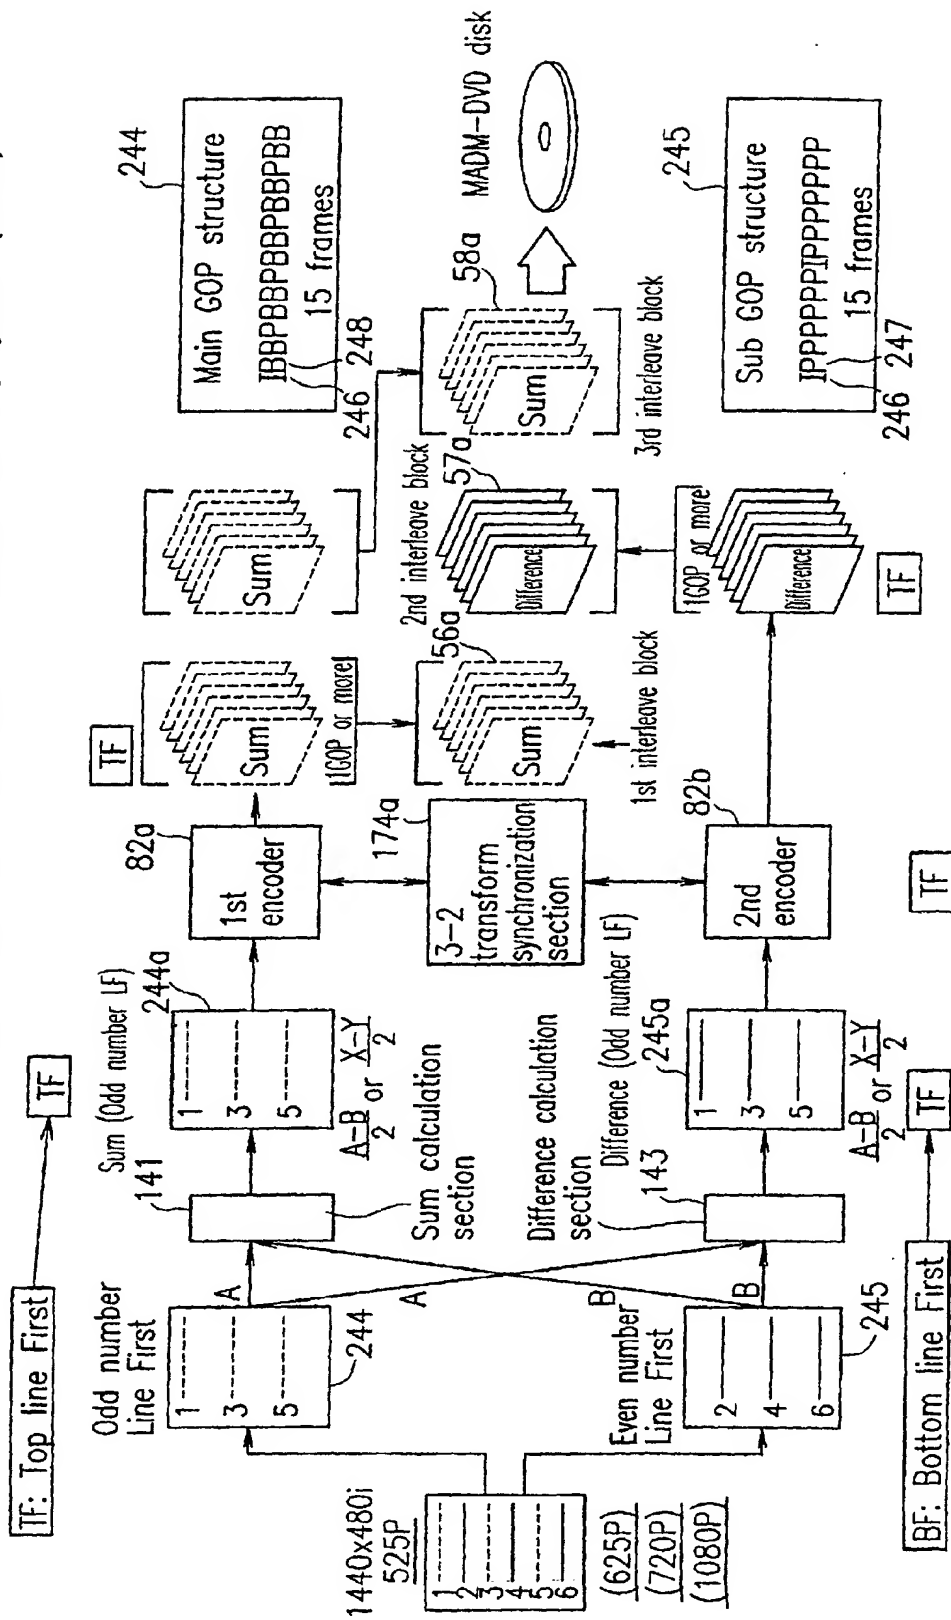 TF: Top line First
TF
1440x480i
525P
1
2
3
4
5
6
(625P)
(720P)
(1080P)
Odd number
Line First
1
3
5
244
Even number
Line First
2
4
6
245
A
A
B
B
141
Sum calculation
section
Difference calculation
section
143
Sum (Odd number LF)
244a
1
3
5
A-B
2
or
X-Y
2
Difference (Odd number LF)
245a
1
3
5
A-B
2
or
X-Y
2
82a
1st
encoder
174a
3-2
transform
synchronization
section
82b
2nd
encoder
TF
Sum
1GOP or more
56a
Sum
1st interleave block
Sum
2nd interleave block
57a
Difference
1GOP or more
Difference
TF
58a
Sum
3rd interleave block
MADM-DVD disk
244
Main GOP structure
IBBPBBPBBPBBPBB
15 frames
246
248
245
Sub GOP structure
IPPPPPPIPPPPPPP
15 frames
246
247
BF: Bottom line First
TF
TF